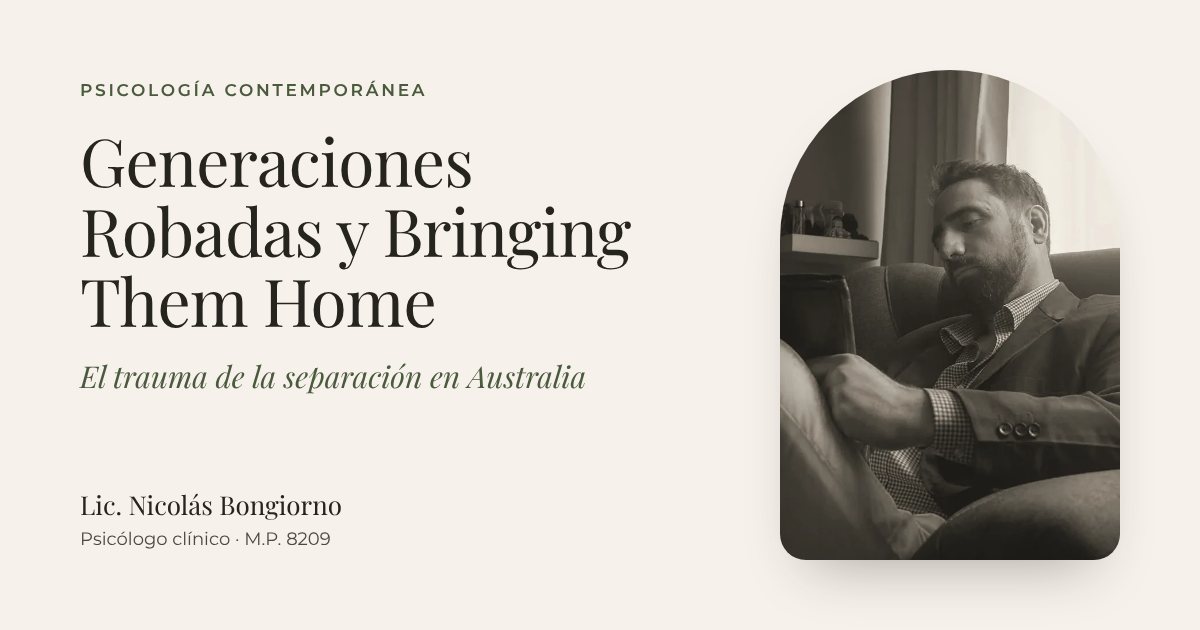 PSICOLOGÍA CONTEMPORÁNEA
Generaciones
Robadas y Bringing
Them Home
El trauma de la separación en Australia
Lic. Nicolás Bongiorno
Psicólogo clínico · M.P. 8209